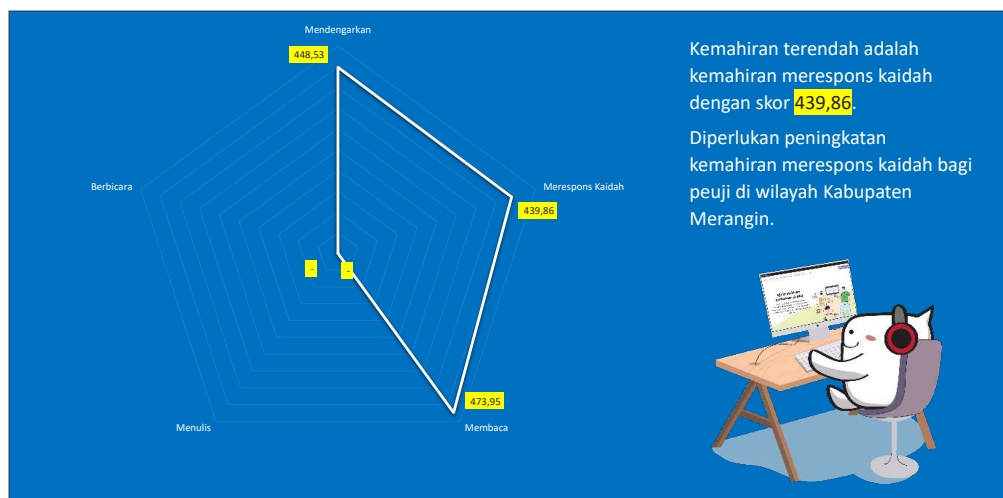 Mendengarkan
448,53
Berbicara
Merespons Kaidah
439,86
-
-
473,95
Menulis
Membaca
Kemahiran terendah adalah
kemahiran merespons kaidah
dengan skor 439,86.
Diperlukan peningkatan
kemahiran merespons kaidah bagi
peuji di wilayah Kabupaten
Merangin.